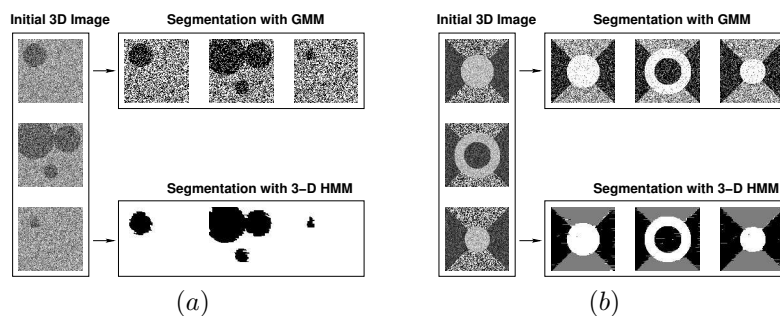 Initial 3D Image
Segmentation with GMM
Segmentation with 3-D HMM
(a)
Initial 3D Image
Segmentation with GMM
Segmentation with 3-D HMM
(b)